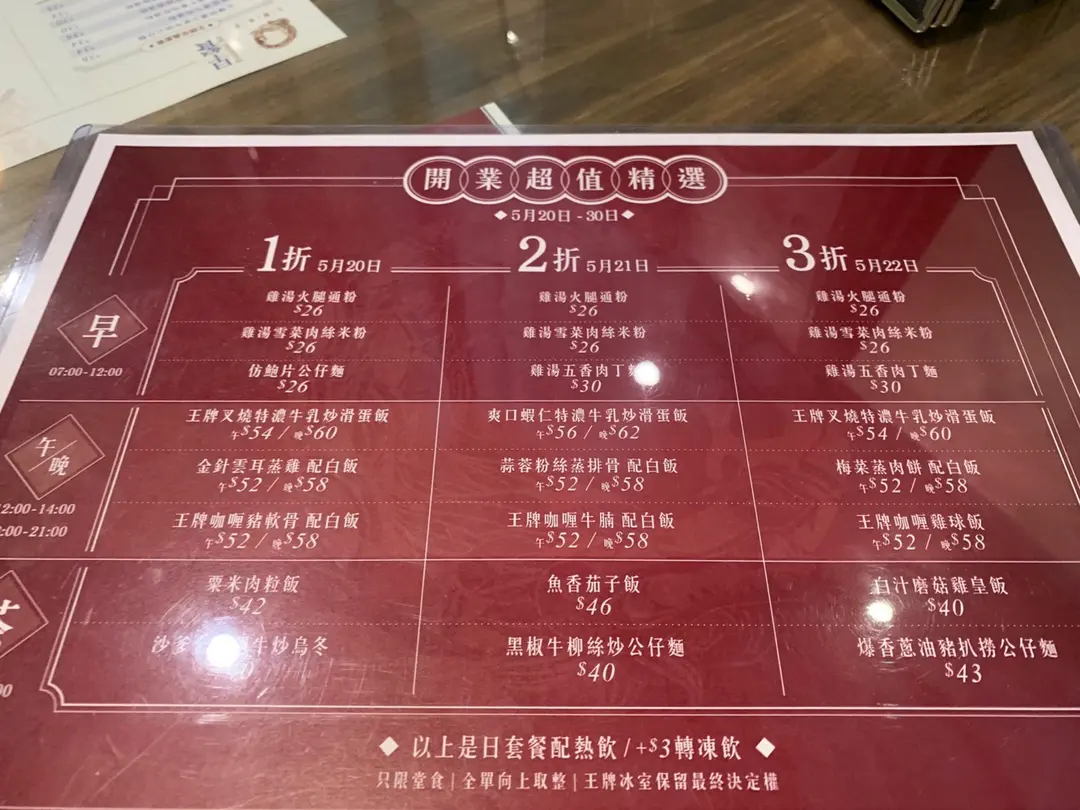 早餐
開業超值精選
◆5月20日 - 30日◆
1折 5月20日
2折 5月21日
3折 5月22日
早
07:00-12:00
雞湯火腿通粉
$26
雞湯火腿通粉
$26
雞湯火腿通粉
$26
雞湯雪菜肉絲米粉
$26
雞湯雪菜肉絲米粉
$26
雞湯雪菜肉絲米粉
$26
仿鮑片公仔麵
$26
雞湯五香肉丁麵
$30
雞湯五香肉丁麵
$30
午/晚
12:00-14:00
:00-21:00
王牌叉燒特濃牛乳炒滑蛋飯
午$54 / 晚$60
爽口蝦仁特濃牛乳炒滑蛋飯
午$56 / 晚$62
王牌叉燒特濃牛乳炒滑蛋飯
午$54 / 晚$60
金針雲耳蒸雞 配白飯
午$52 / 晚$58
蒜蓉粉絲蒸排骨 配白飯
午$52 / 晚$58
梅菜蒸肉餅 配白飯
午$52 / 晚$58
王牌咖喱豬軟骨 配白飯
午$52 / 晚$58
王牌咖喱牛腩 配白飯
午$52 / 晚$58
王牌咖喱雞球飯
午$52 / 晚$58
茶
粟米肉粒飯
$42
魚香茄子飯
$46
白汁磨菇雞皇飯
$40
沙爹 牛炒烏冬
黑椒牛柳絲炒公仔麵
$40
爆香蔥油豬扒撈公仔麵
$43
◆ 以上是日套餐配熱飲 / +$3轉凍飲 ◆
只限堂食 | 全單向上取整 | 王牌冰室保留最終決定權